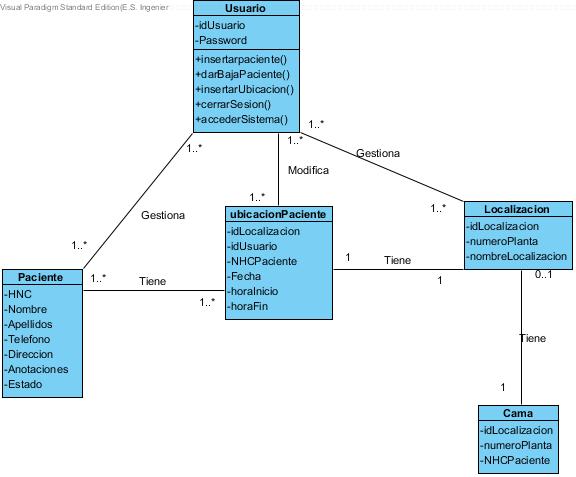 Visual Paradigm Standard Edition(E.S. Ingenier
Usuario
-idUsuario
-Password
+insertarpaciente()
+darBajaPaciente()
+insertarUbicacion()
+cerrarSesion()
+accederSistema()
1..*
1..*
1..*
Gestiona
Modifica
1..*
1..*
Gestiona
1..*
ubicacionPaciente
-idLocalizacion
-idUsuario
-NHCPaciente
-Fecha
-horaInicio
-horaFin
Localizacion
-idLocalizacion
-numeroPlanta
-nombreLocalizacion
1
Tiene
1
0..1
Paciente
-HNC
-Nombre
-Apellidos
-Telefono
-Direccion
-Anotaciones
-Estado
1..*
Tiene
1..*
Tiene
1
Cama
-idLocalizacion
-numeroPlanta
-NHCPaciente